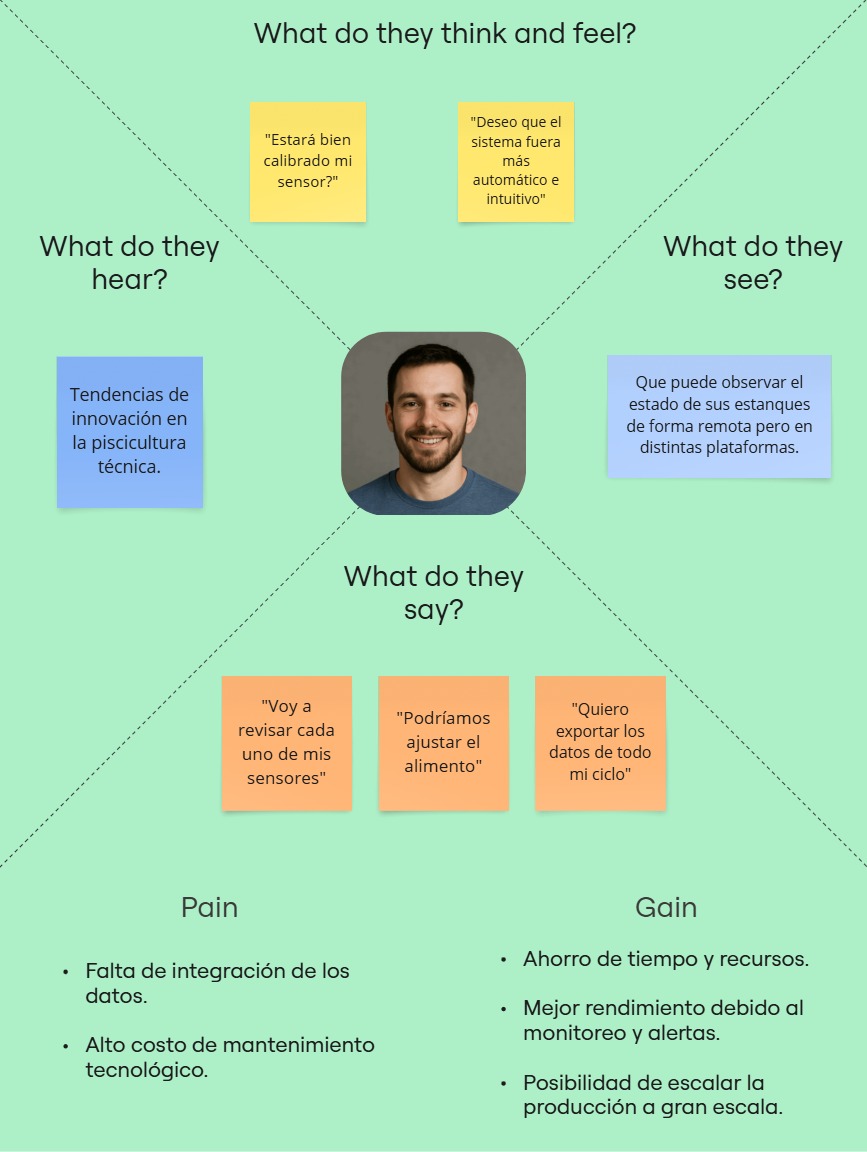 What do they think and feel?
"Estará bien
calibrado mi
sensor?"
"Deseo que el
sistema fuera
más
automático e
intuitivo"
What do they
hear?
What do they
see?
Tendencias de
innovación en
la piscicultura
técnica.
Que puede observar el
estado de sus estanques
de forma remota pero en
distintas plataformas.
What do they
say?
"Voy a
revisar cada
uno de mis
sensores"
"Podríamos
ajustar el
alimento"
"Quiero
exportar los
datos de todo
mi ciclo"
Pain
• Falta de integración de los
datos.
• Alto costo de mantenimiento
tecnológico.
Gain
• Ahorro de tiempo y recursos.
• Mejor rendimiento debido al
monitoreo y alertas.
• Posibilidad de escalar la
producción a gran escala.